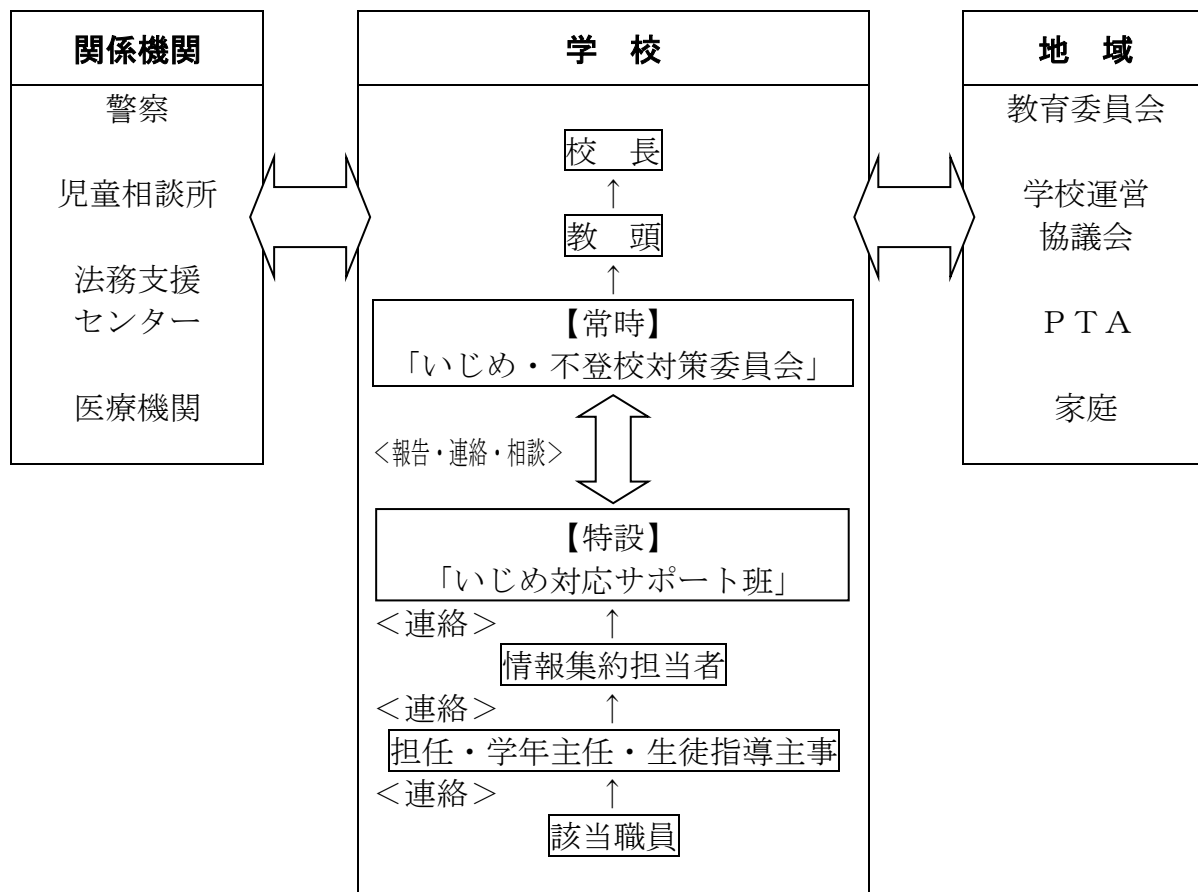 関係機関
警察
児童相談所
法務支援
センター
医療機関
学　校
校　長
↑
教　頭
↑
【常時】
「いじめ・不登校対策委員会」
＜報告・連絡・相談＞
【特設】
「いじめ対応サポート班」
＜連絡＞　↑
情報集約担当者
＜連絡＞　↑
担任・学年主任・生徒指導主事
＜連絡＞　↑
該当職員
地　域
教育委員会
学校運営
協議会
ＰＴＡ
家庭